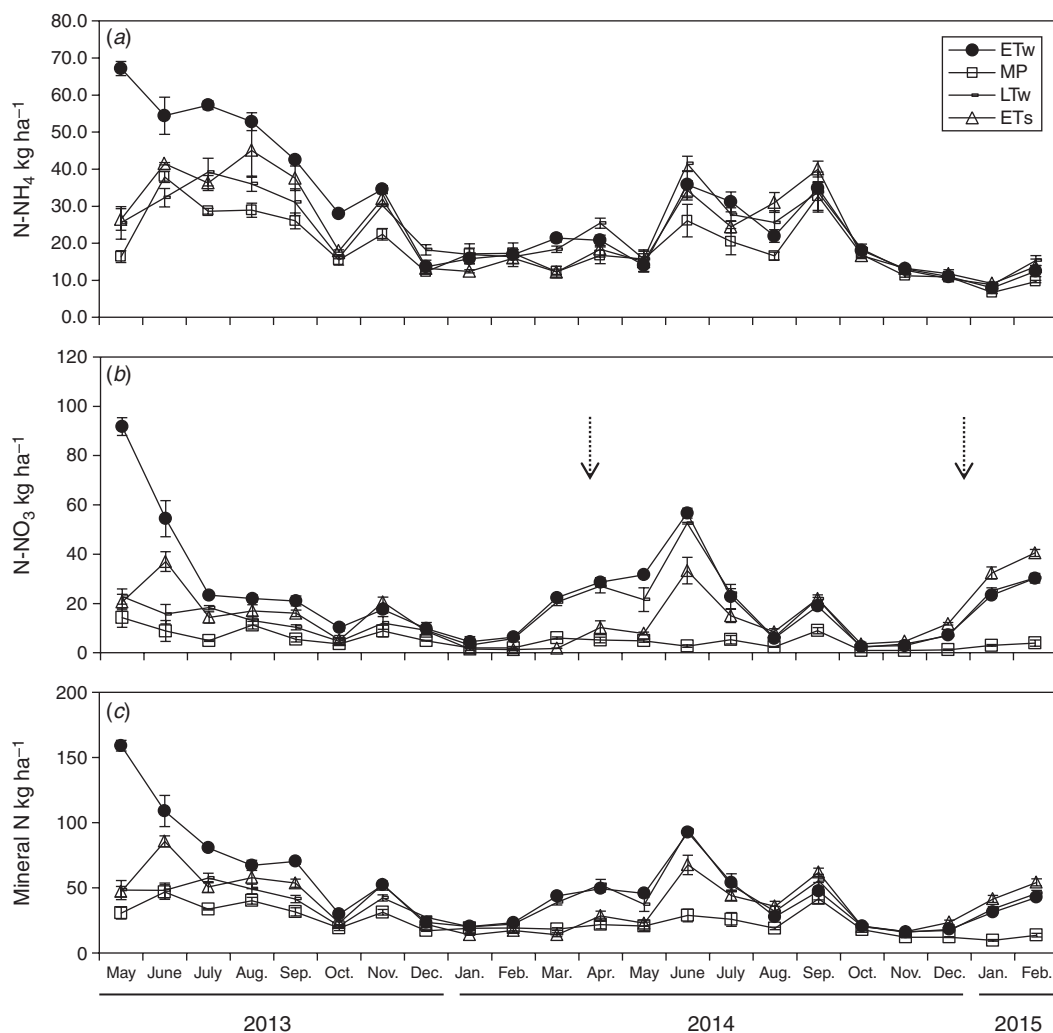 (a)
80.0
70.0
60.0
50.0
40.0
30.0
20.0
10.0
0.0
N-NH₄ kg ha⁻¹
ETw
MP
LTw
ETs
(b)
120
100
80
60
40
20
0
N-NO₃ kg ha⁻¹
(c)
200
150
100
50
0
Mineral N kg ha⁻¹
May June July Aug. Sep. Oct. Nov. Dec. Jan. Feb. Mar. Apr. May June July Aug. Sep. Oct. Nov. Dec. Jan. Feb.
2013 2014 2015